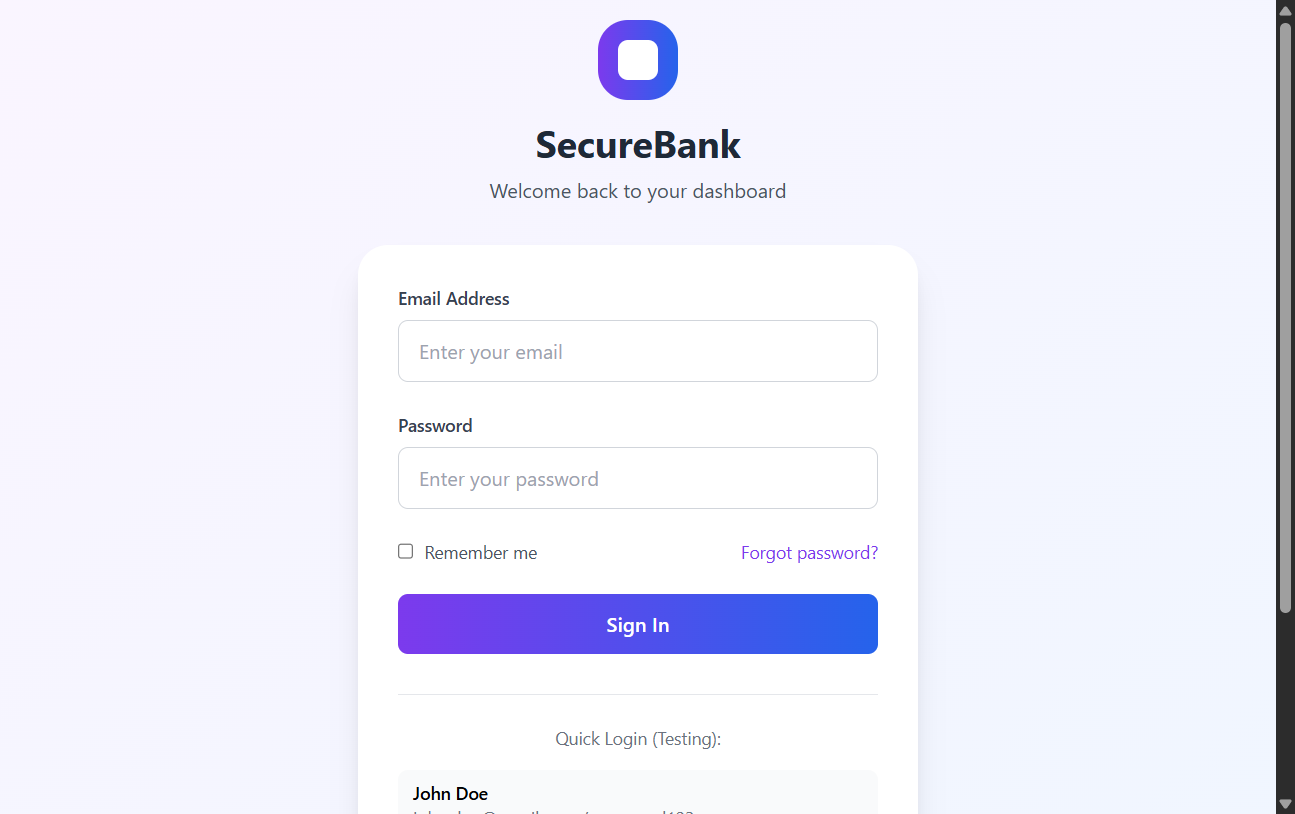 SecureBank
Welcome back to your dashboard
Email Address
Enter your email
Password
Enter your password
Remember me
Forgot password?
Sign In
Quick Login (Testing):
John Doe